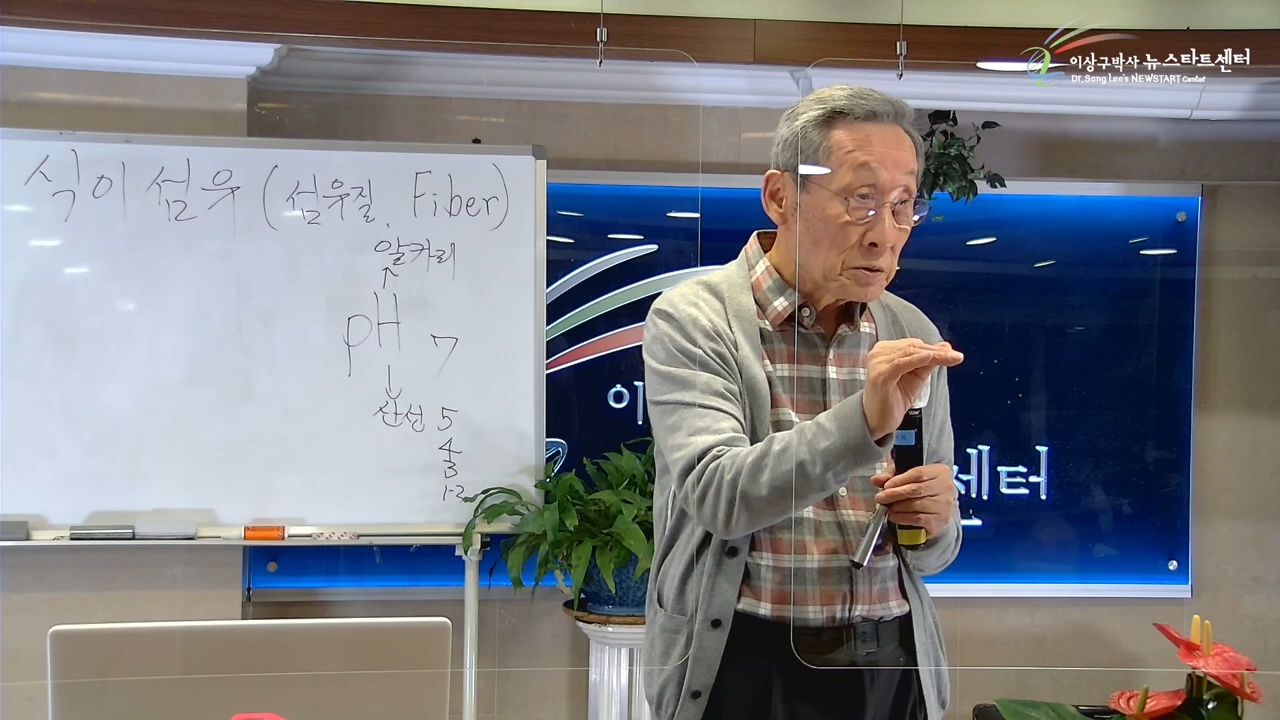 이상구박사 뉴스타트센터
Dr. Sang Lee's NEWSTART Center
식이섬유 (섬유질, Fiber)
알카리
↑
pH 7
↓
산성 5
4
3
1-2
이
센터